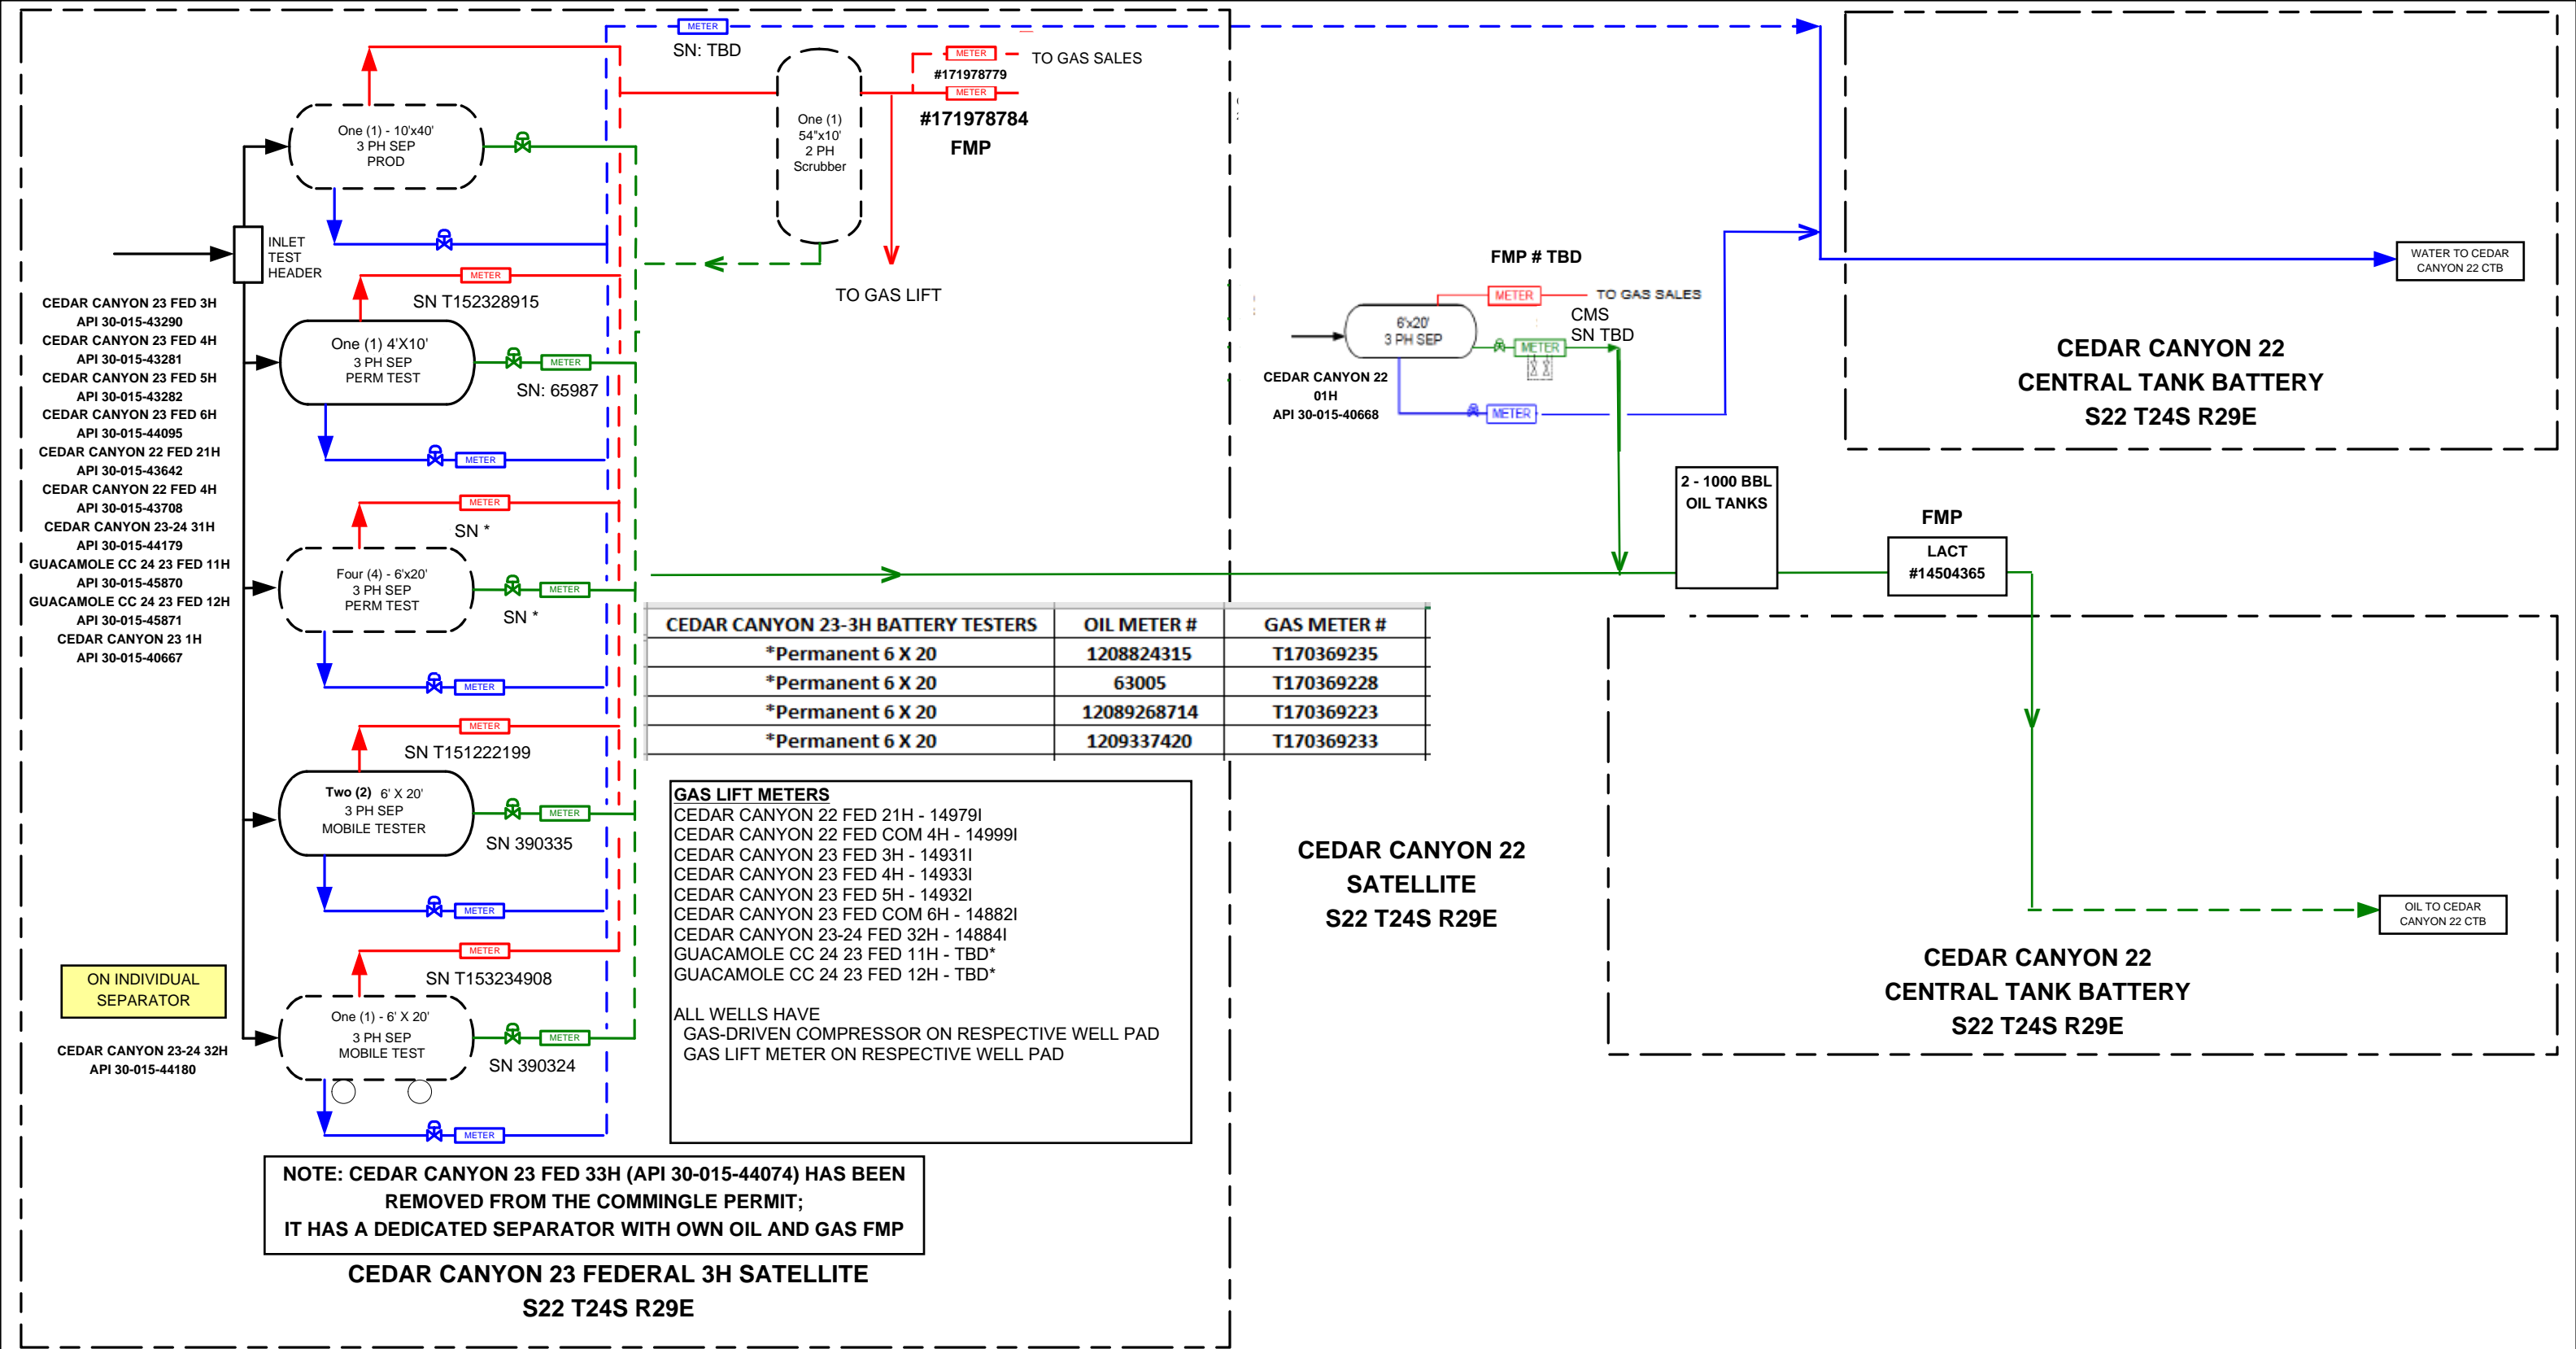 METER
SN: TBD
METER
TO GAS SALES
#171978779
METER
#171978784
FMP
One (1) - 10'x40'
3 PH SEP
PROD
One (1)
54"x10'
2 PH
Scrubber
INLET
TEST
HEADER
TO GAS LIFT
METER
SN T152328915
One (1) 4'X10'
3 PH SEP
PERM TEST
METER
SN: 65987
METER
CEDAR CANYON 23 FED 3H
API 30-015-43290
CEDAR CANYON 23 FED 4H
API 30-015-43281
CEDAR CANYON 23 FED 5H
API 30-015-43282
CEDAR CANYON 23 FED 6H
API 30-015-44095
CEDAR CANYON 22 FED 21H
API 30-015-43642
CEDAR CANYON 22 FED 4H
API 30-015-43708
CEDAR CANYON 23-24 31H
API 30-015-44179
GUACAMOLE CC 24 23 FED 11H
API 30-015-45870
GUACAMOLE CC 24 23 FED 12H
API 30-015-45871
CEDAR CANYON 23 1H
API 30-015-40667
METER
SN *
Four (4) - 6'x20'
3 PH SEP
PERM TEST
METER
SN *
METER
METER
SN T151222199
Two (2) 6' X 20'
3 PH SEP
MOBILE TESTER
METER
SN 390335
METER
METER
SN T153234908
ON INDIVIDUAL
SEPARATOR
One (1) - 6' X 20'
3 PH SEP
MOBILE TEST
METER
SN 390324
CEDAR CANYON 23-24 32H
API 30-015-44180
METER
CEDAR CANYON 23-3H BATTERY TESTERS OIL METER # GAS METER #
*Permanent 6 X 20 1208824315 T170369235
*Permanent 6 X 20 63005 T170369228
*Permanent 6 X 20 12089268714 T170369223
*Permanent 6 X 20 1209337420 T170369233
GAS LIFT METERS
CEDAR CANYON 22 FED 21H - 14979I
CEDAR CANYON 22 FED COM 4H - 14999I
CEDAR CANYON 23 FED 3H - 14931I
CEDAR CANYON 23 FED 4H - 14933I
CEDAR CANYON 23 FED 5H - 14932I
CEDAR CANYON 23 FED COM 6H - 14882I
CEDAR CANYON 23-24 FED 32H - 14884I
GUACAMOLE CC 24 23 FED 11H - TBD*
GUACAMOLE CC 24 23 FED 12H - TBD*
ALL WELLS HAVE
GAS-DRIVEN COMPRESSOR ON RESPECTIVE WELL PAD
GAS LIFT METER ON RESPECTIVE WELL PAD
NOTE: CEDAR CANYON 23 FED 33H (API 30-015-44074) HAS BEEN
REMOVED FROM THE COMMINGLE PERMIT;
IT HAS A DEDICATED SEPARATOR WITH OWN OIL AND GAS FMP
CEDAR CANYON 23 FEDERAL 3H SATELLITE
S22 T24S R29E
FMP # TBD
METER
TO GAS SALES
6'x20'
3 PH SEP
CMS
SN TBD
METER
CEDAR CANYON 22
01H
API 30-015-40668
METER
WATER TO CEDAR
CANYON 22 CTB
CEDAR CANYON 22
CENTRAL TANK BATTERY
S22 T24S R29E
2 - 1000 BBL
OIL TANKS
FMP
LACT
#14504365
CEDAR CANYON 22
SATELLITE
S22 T24S R29E
OIL TO CEDAR
CANYON 22 CTB
CEDAR CANYON 22
CENTRAL TANK BATTERY
S22 T24S R29E